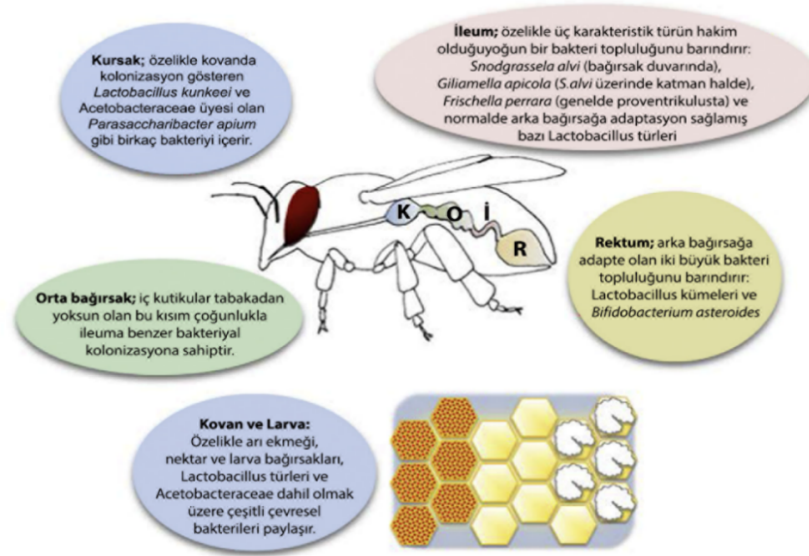 Kursak; özelikle kovanda
kolonizasyon gösteren
Lactobacillus kunkeei ve
Acetobacteraceae üyesi olan
Parasaccharibacter apium
gibi birkaç bakteriyi içerir.
İleum; özelikle üç karakteristik türün hakim
olduğuyoğun bir bakteri topluluğunu barındırır:
Snodgrassela alvi (bağırsak duvarında),
Giliamella apicola (S.alvi üzerinde katman halde),
Frischella perrara (genelde proventrikulusta) ve
normalde arka bağırsağa adaptasyon sağlamış
bazı Lactobacillus türleri
K O İ R
Rektum; arka bağırsağa
adapte olan iki büyük bakteri
topluluğunu barındırır:
Lactobacillus kümeleri ve
Bifidobacterium asteroides
Orta bağırsak; iç kutikular tabakadan
yoksun olan bu kısım çoğunlukla
ileuma benzer bakteriyal
kolonizasyona sahiptir.
Kovan ve Larva:
Özelikle arı ekmeği,
nektar ve larva bağırsakları,
Lactobacillus türleri ve
Acetobacteraceae dahil olmak
üzere çeşitli çevresel
bakterileri paylaşır.